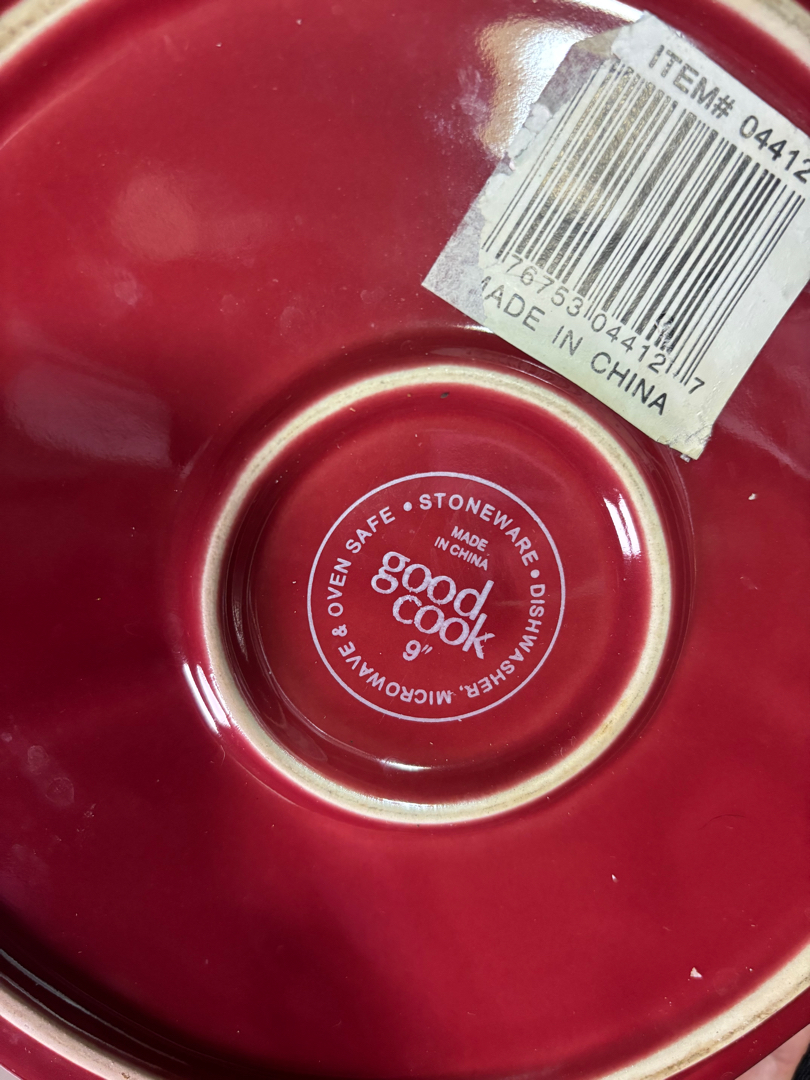 ITEM# 04412
76753 04412 7
MADE IN CHINA
• STONEWARE • DISHWASHER, MICROWAVE & OVEN SAFE
MADE
IN CHINA
good
cook
9"